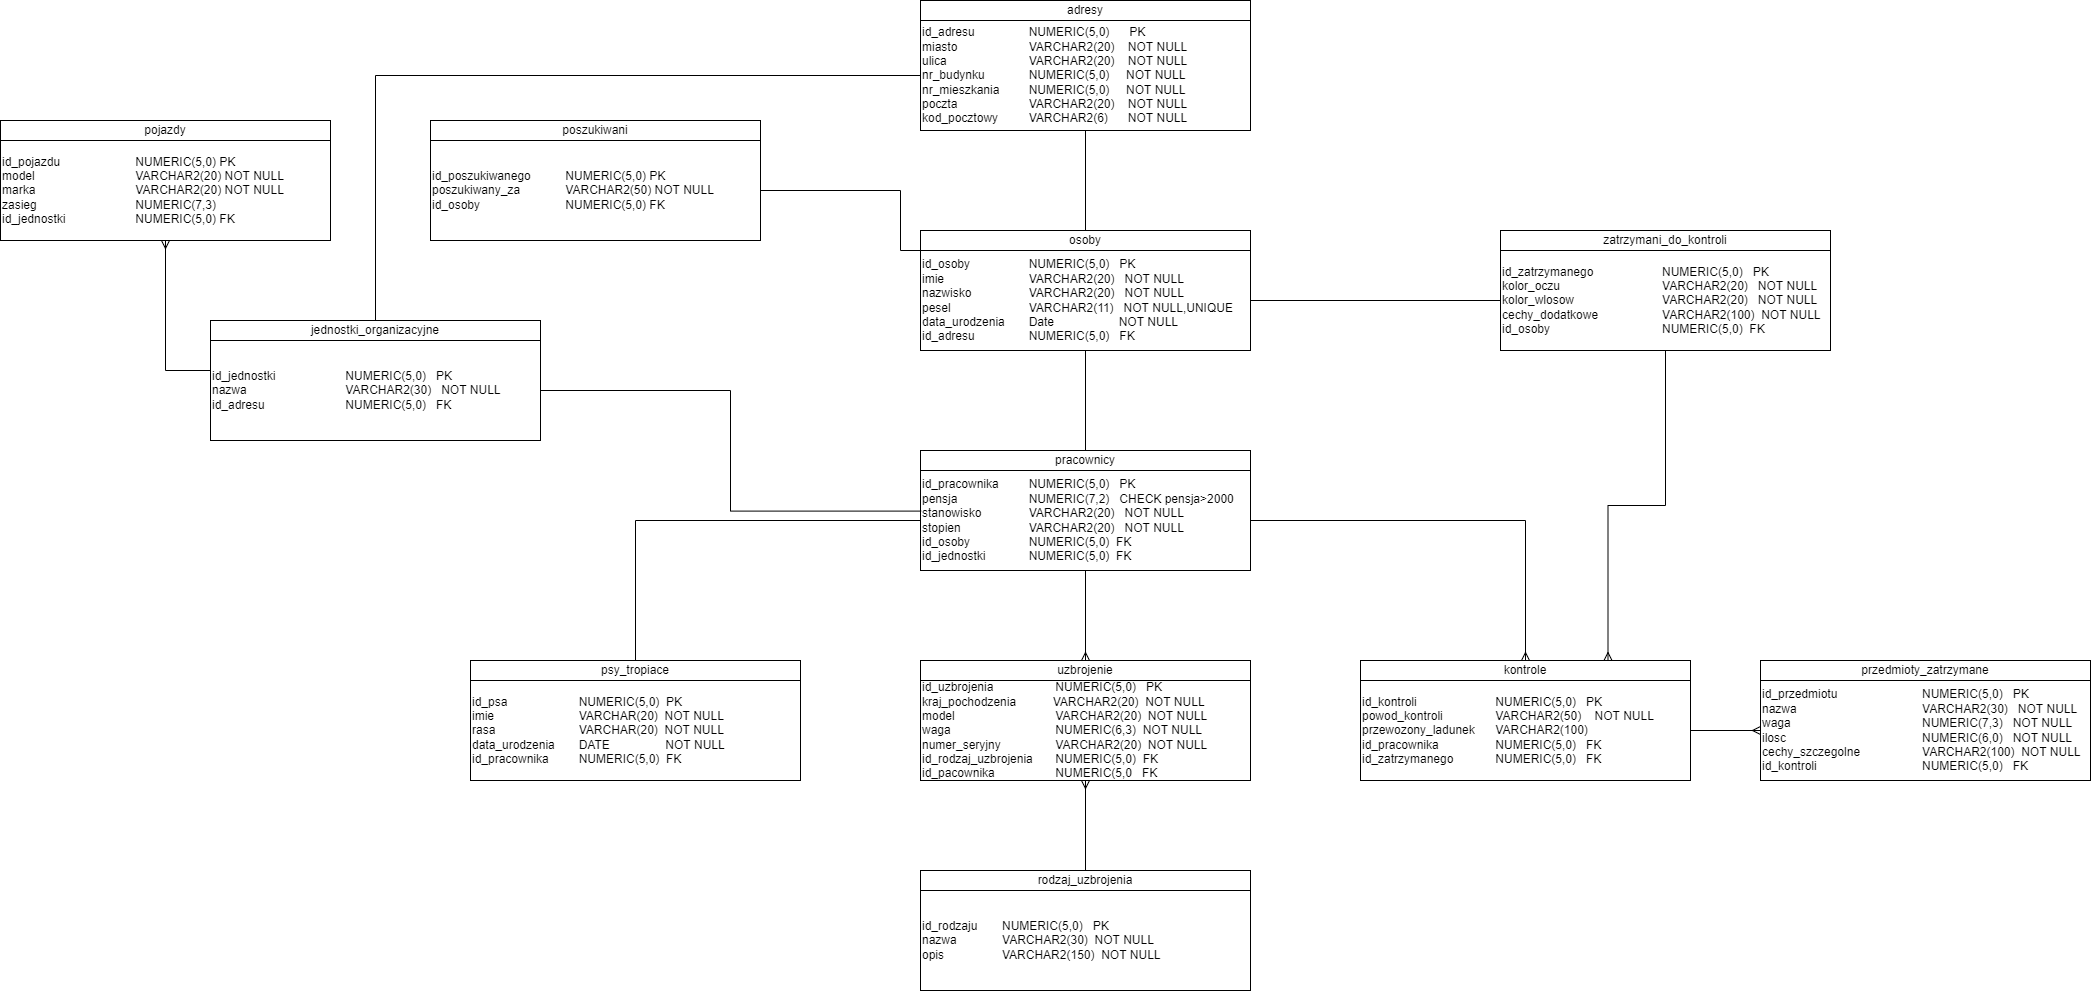 adresy
id_adresu NUMERIC(5,0) PK
miasto VARCHAR2(20) NOT NULL
ulica VARCHAR2(20) NOT NULL
nr_budynku NUMERIC(5,0) NOT NULL
nr_mieszkania NUMERIC(5,0) NOT NULL
poczta VARCHAR2(20) NOT NULL
kod_pocztowy VARCHAR2(6) NOT NULL
pojazdy
id_pojazdu NUMERIC(5,0) PK
model VARCHAR2(20) NOT NULL
marka VARCHAR2(20) NOT NULL
zasieg NUMERIC(7,3)
id_jednostki NUMERIC(5,0) FK
poszukiwani
id_poszukiwanego NUMERIC(5,0) PK
poszukiwany_za VARCHAR2(50) NOT NULL
id_osoby NUMERIC(5,0) FK
osoby
id_osoby NUMERIC(5,0) PK
imie VARCHAR2(20) NOT NULL
nazwisko VARCHAR2(20) NOT NULL
pesel VARCHAR2(11) NOT NULL,UNIQUE
data_urodzenia Date NOT NULL
id_adresu NUMERIC(5,0) FK
zatrzymani_do_kontroli
id_zatrzymanego NUMERIC(5,0) PK
kolor_oczu VARCHAR2(20) NOT NULL
kolor_wlosow VARCHAR2(20) NOT NULL
cechy_dodatkowe VARCHAR2(100) NOT NULL
id_osoby NUMERIC(5,0) FK
jednostki_organizacyjne
id_jednostki NUMERIC(5,0) PK
nazwa VARCHAR2(30) NOT NULL
id_adresu NUMERIC(5,0) FK
pracownicy
id_pracownika NUMERIC(5,0) PK
pensja NUMERIC(7,2) CHECK pensja>2000
stanowisko VARCHAR2(20) NOT NULL
stopien VARCHAR2(20) NOT NULL
id_osoby NUMERIC(5,0) FK
id_jednostki NUMERIC(5,0) FK
psy_tropiace
id_psa NUMERIC(5,0) PK
imie VARCHAR(20) NOT NULL
rasa VARCHAR(20) NOT NULL
data_urodzenia DATE NOT NULL
id_pracownika NUMERIC(5,0) FK
uzbrojenie
id_uzbrojenia NUMERIC(5,0) PK
kraj_pochodzenia VARCHAR2(20) NOT NULL
model VARCHAR2(20) NOT NULL
waga NUMERIC(6,3) NOT NULL
numer_seryjny VARCHAR2(20) NOT NULL
id_rodzaj_uzbrojenia NUMERIC(5,0) FK
id_pacownika NUMERIC(5,0 FK
kontrole
id_kontroli NUMERIC(5,0) PK
powod_kontroli VARCHAR2(50) NOT NULL
przewozony_ladunek VARCHAR2(100)
id_pracownika NUMERIC(5,0) FK
id_zatrzymanego NUMERIC(5,0) FK
przedmioty_zatrzymane
id_przedmiotu NUMERIC(5,0) PK
nazwa VARCHAR2(30) NOT NULL
waga NUMERIC(7,3) NOT NULL
ilosc NUMERIC(6,0) NOT NULL
cechy_szczegolne VARCHAR2(100) NOT NULL
id_kontroli NUMERIC(5,0) FK
rodzaj_uzbrojenia
id_rodzaju NUMERIC(5,0) PK
nazwa VARCHAR2(30) NOT NULL
opis VARCHAR2(150) NOT NULL